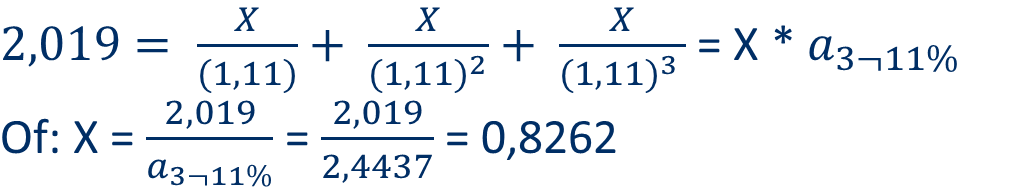 2,019 = X/(1,11) + X/(1,11)² + X/(1,11)³ = X * a₃¬₁₁%
Of: X = 2,019/a₃¬₁₁% = 2,019/2,4437 = 0,8262